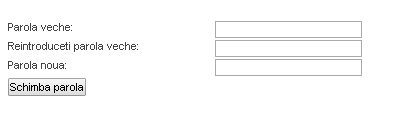 Parola veche:
Reintroduceti parola veche:
Parola noua:
Schimba parola